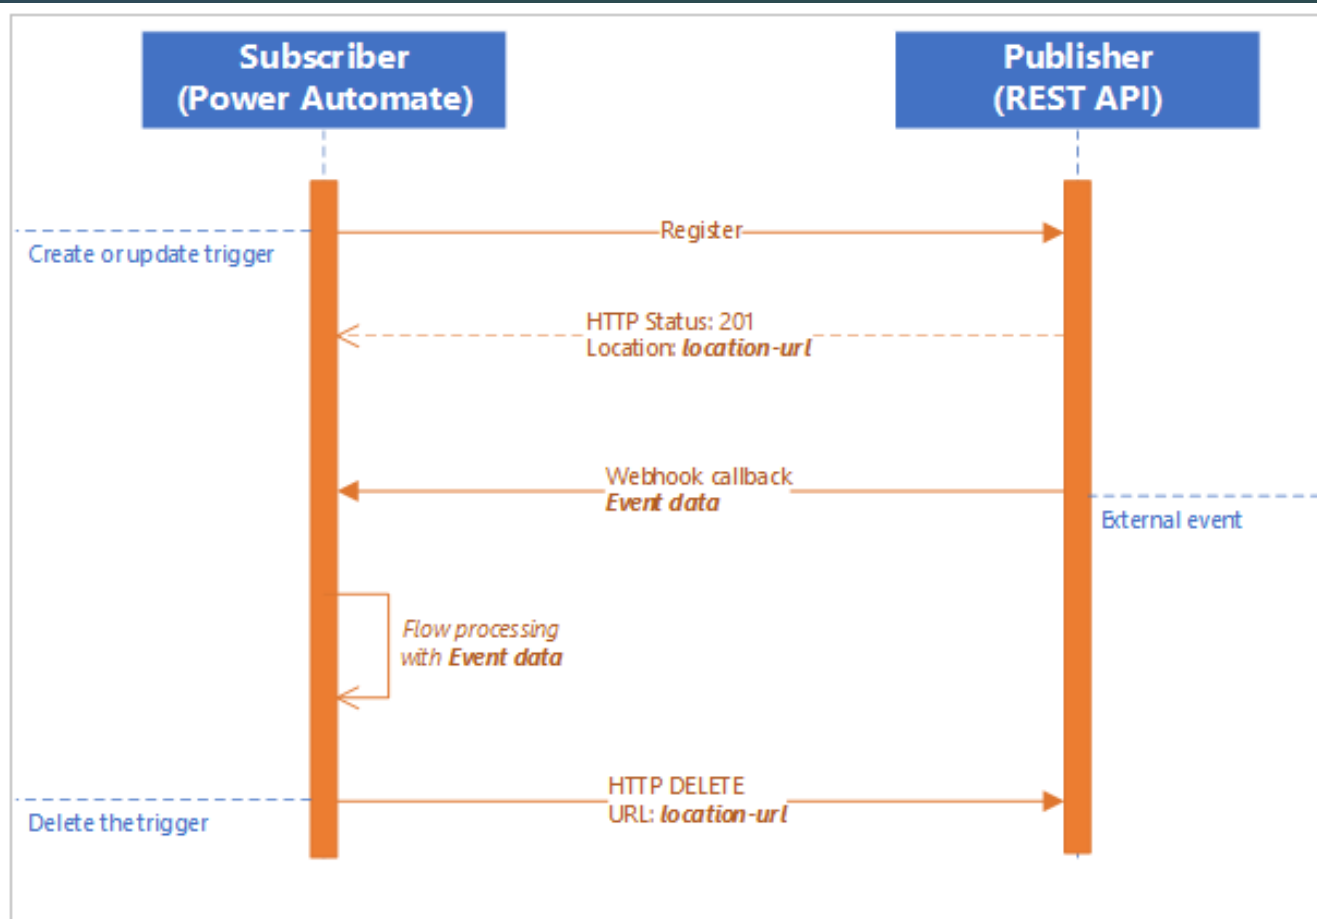 Subscriber
(Power Automate)
Publisher
(REST API)
Register
Create or update trigger
HTTP Status: 201
Location: location-url
Webhook callback
Event data
External event
Flow processing
with Event data
HTTP DELETE
URL: location-url
Delete the trigger